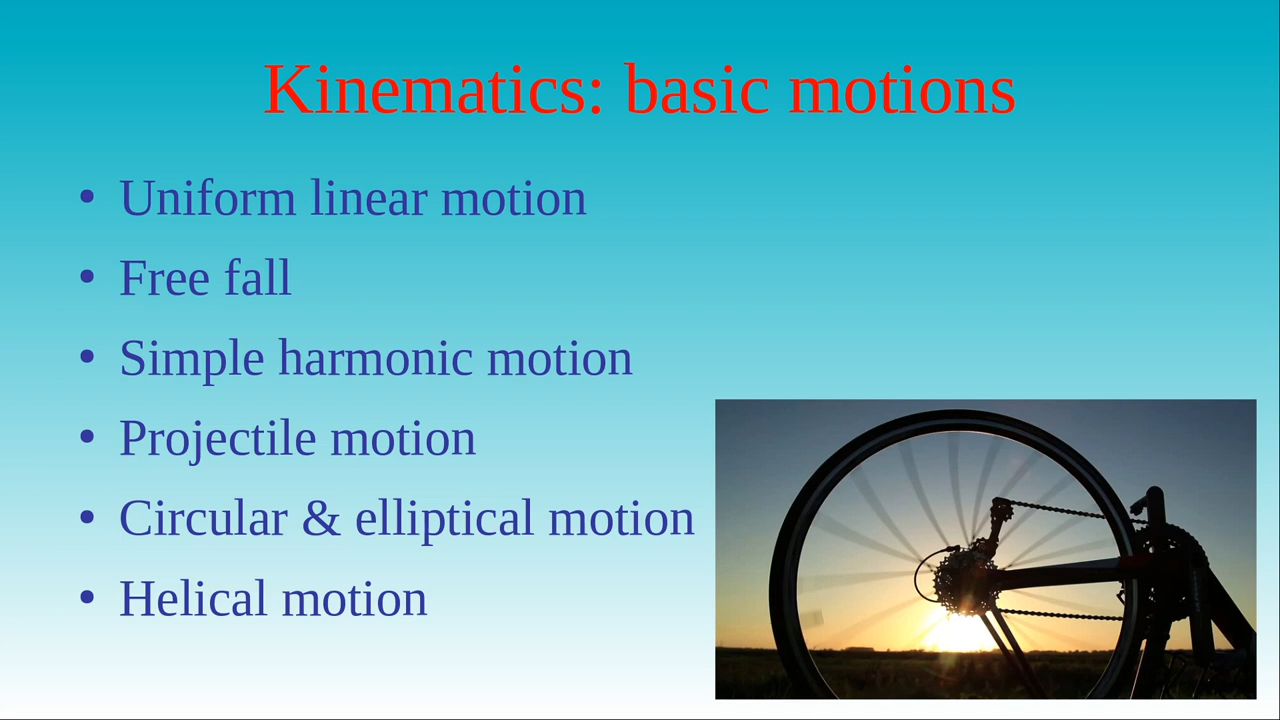 Kinematics: basic motions
• Uniform linear motion
• Free fall
• Simple harmonic motion
• Projectile motion
• Circular & elliptical motion
• Helical motion